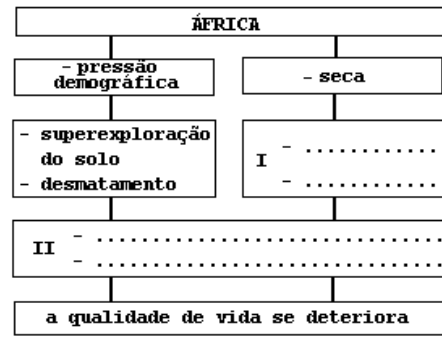 ÁFRICA
- pressão
demográfica
- seca
- superexploração
do solo
- desmatamento
I
- ............
- ............
II
- ................................
- ................................
a qualidade de vida se deteriora